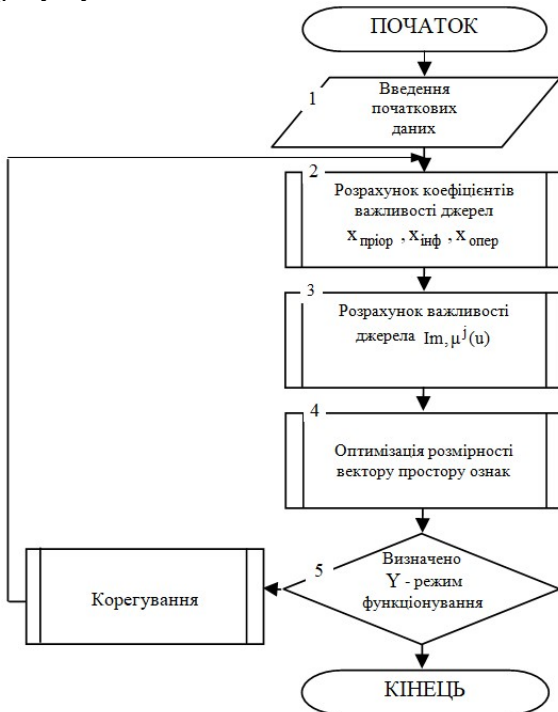 ПОЧАТОК
1
Введення
початкових
даних
2
Розрахунок коефіцієнтів
важливості джерел
x пріор , x інф , x опер
3
Розрахунок важливості
джерела Im, μ^j(u)
4
Оптимізація розмірності
вектору простору ознак
5
Визначено
Y - режим
функціонування
Корегування
КІНЕЦЬ